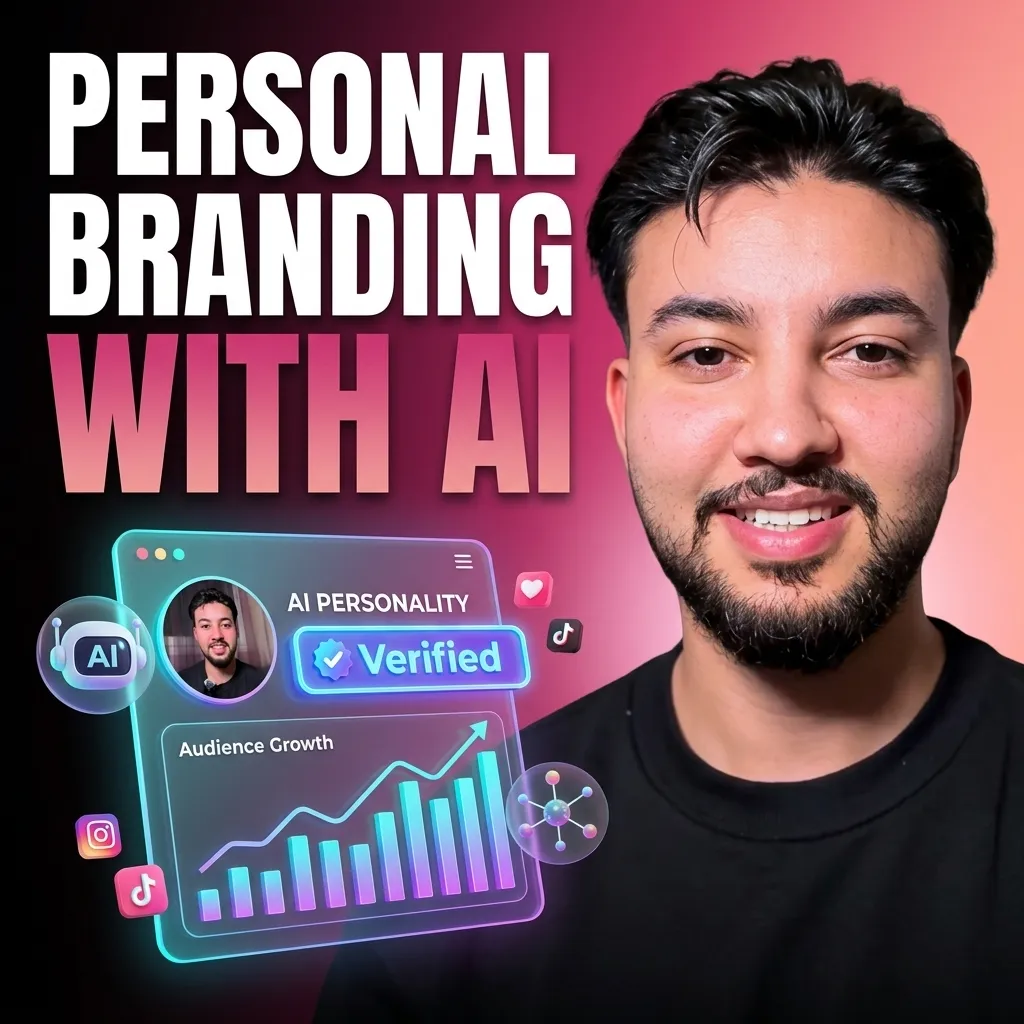 PERSONAL
BRANDING
WITH AI
AI PERSONALITY
AI
Verified
Audience Growth